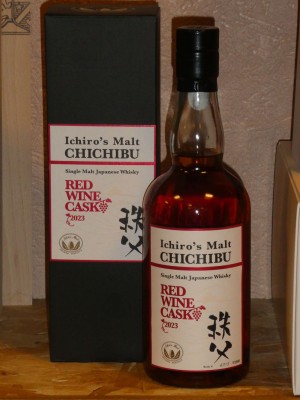 Ichiro's Malt
CHICHIBU
Single Malt Japanese Whisky
RED
WINE
CASK
2023
秩父
Ichiro's Malt
CHICHIBU
Single Malt Japanese Whisky
RED
WINE
CASK
2023
秩父